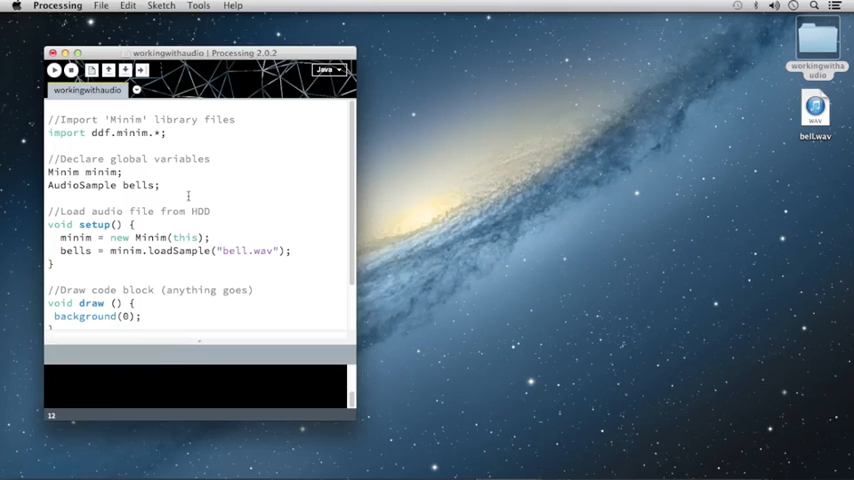 Processing File Edit Sketch Tools Help
workingwithaudio | Processing 2.0.2
Java
workingwithaudio
//Import 'Minim' library files
import ddf.minim.*;
//Declare global variables
Minim minim;
AudioSample bells;
//Load audio file from HDD
void setup() {
minim = new Minim(this);
bells = minim.loadSample("bell.wav");
}
//Draw code block (anything goes)
void draw () {
background(0);
}
12
workingwitha
udio
WAV
bell.wav